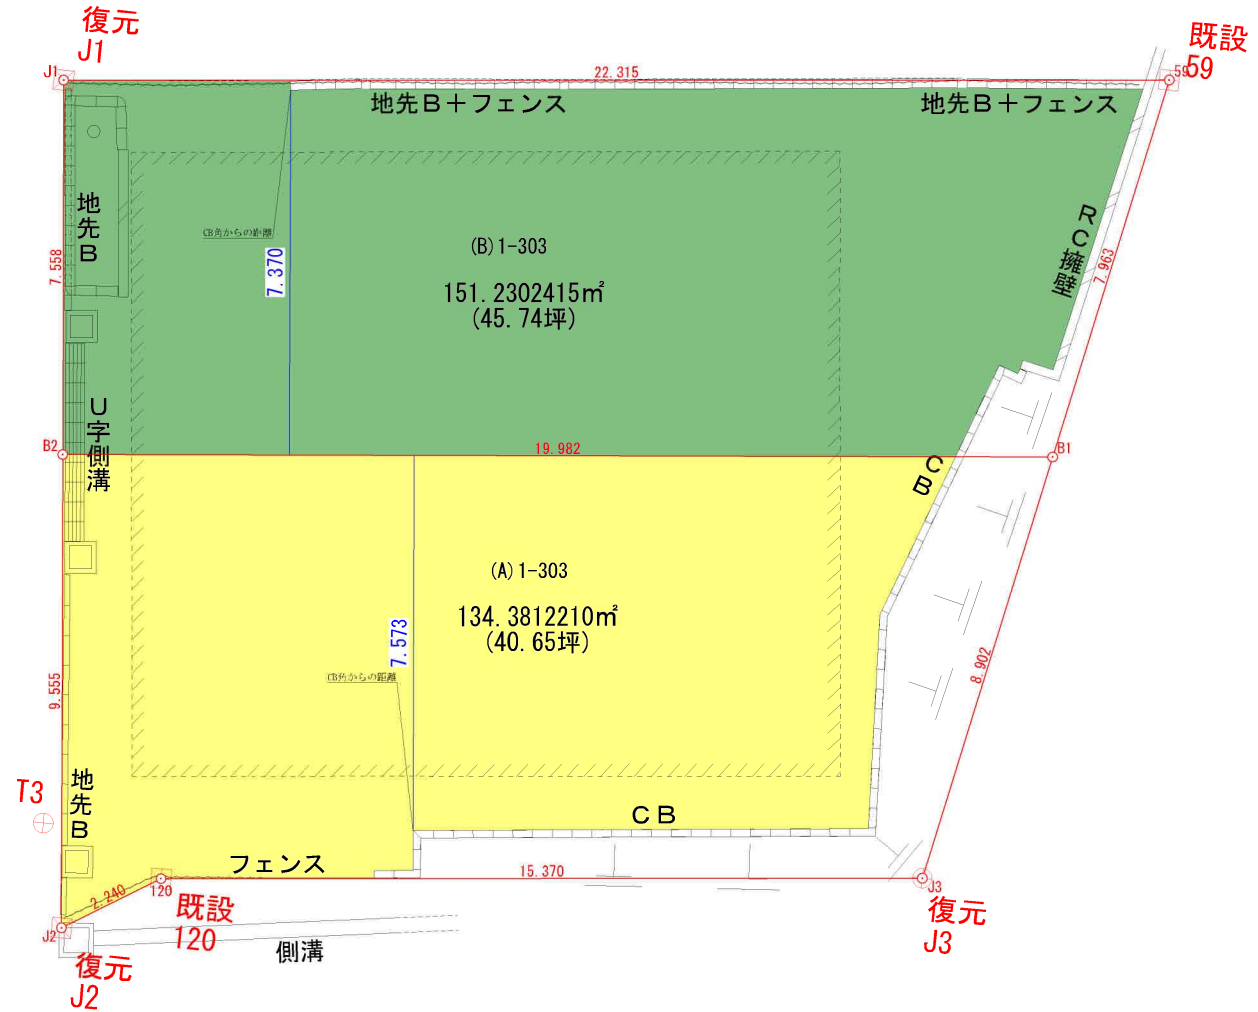 復元
J1
既設
59
J1
22.315
59
地先B＋フェンス
地先B＋フェンス
地先B
CB角からの距離
7.370
7.558
(B)1-303
151.2302415㎡
(45.74坪)
RC擁壁
7.963
U字側溝
B2
19.982
B1
CB
(A)1-303
134.3812210㎡
(40.65坪)
7.573
CB角からの距離
8.902
9.555
T3
地先B
CB
フェンス
15.370
2.240
120
既設
120
J3
復元
J3
J2
側溝
復元
J2